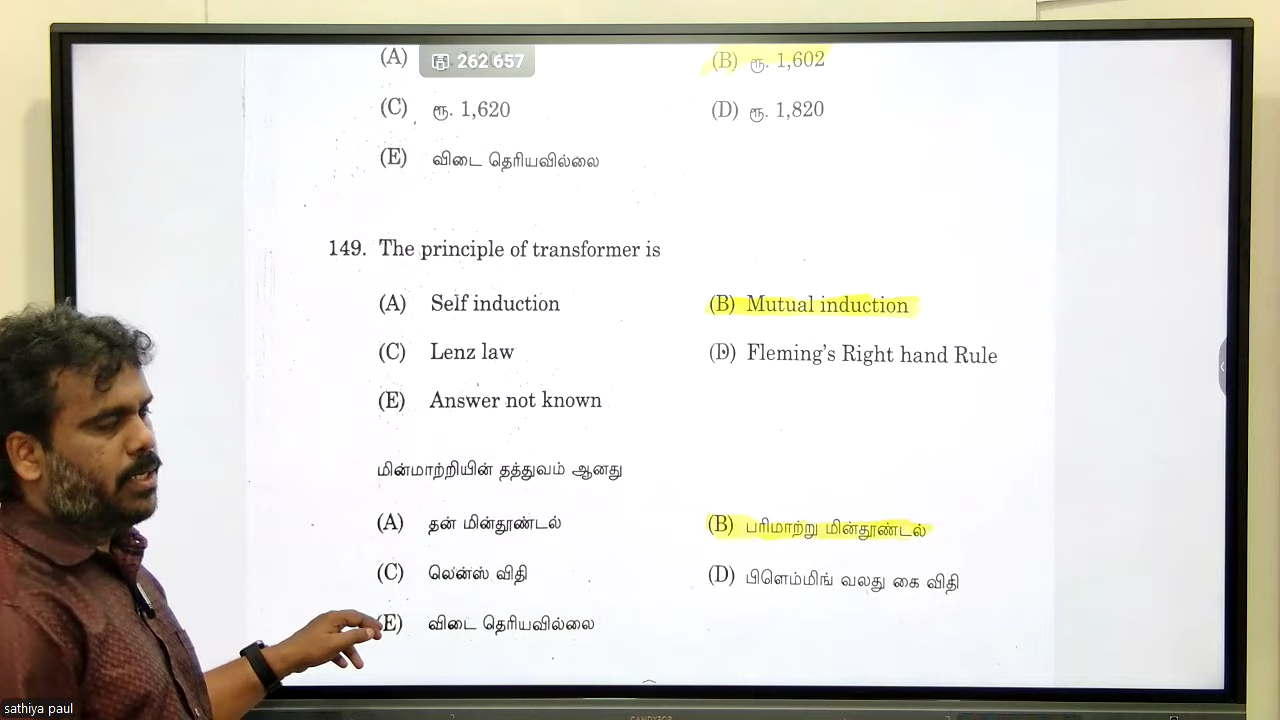 (A)
262 657
(B) ரூ. 1,602
(C) ரூ. 1,620
(D) ரூ. 1,820
(E) விடை தெரியவில்லை
149. The principle of transformer is
(A) Self induction
(B) Mutual induction
(C) Lenz law
(D) Fleming's Right hand Rule
(E) Answer not known
மின்மாற்றியின் தத்துவம் ஆனது
(A) தன் மின்தூண்டல்
(B) பரிமாற்று மின்தூண்டல்
(C) லென்ஸ் விதி
(D) பிளெம்மிங் வலது கை விதி
(E) விடை தெரியவில்லை
sathiya paul